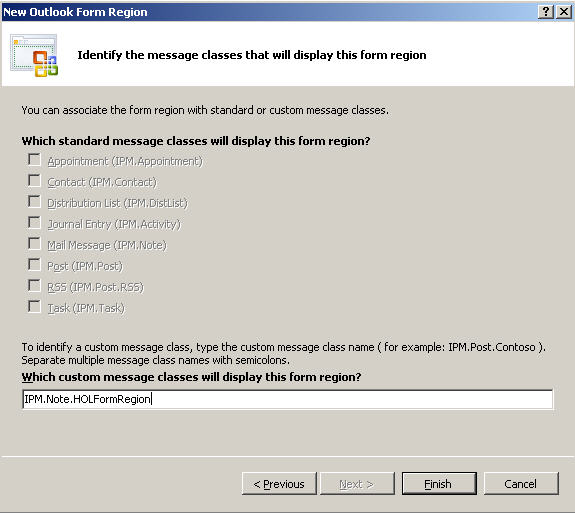 New Outlook Form Region
Identify the message classes that will display this form region
You can associate the form region with standard or custom message classes.
Which standard message classes will display this form region?
Appointment (IPM.Appointment)
Contact (IPM.Contact)
Distribution List (IPM.DistList)
Journal Entry (IPM.Activity)
Mail Message (IPM.Note)
Post (IPM.Post)
RSS (IPM.Post.RSS)
Task (IPM.Task)
To identify a custom message class, type the custom message class name ( for example: IPM.Post.Contoso ).
Separate multiple message class names with semicolons.
Which custom message classes will display this form region?
IPM.Note.HOLFormRegion
< Previous Next > Finish Cancel